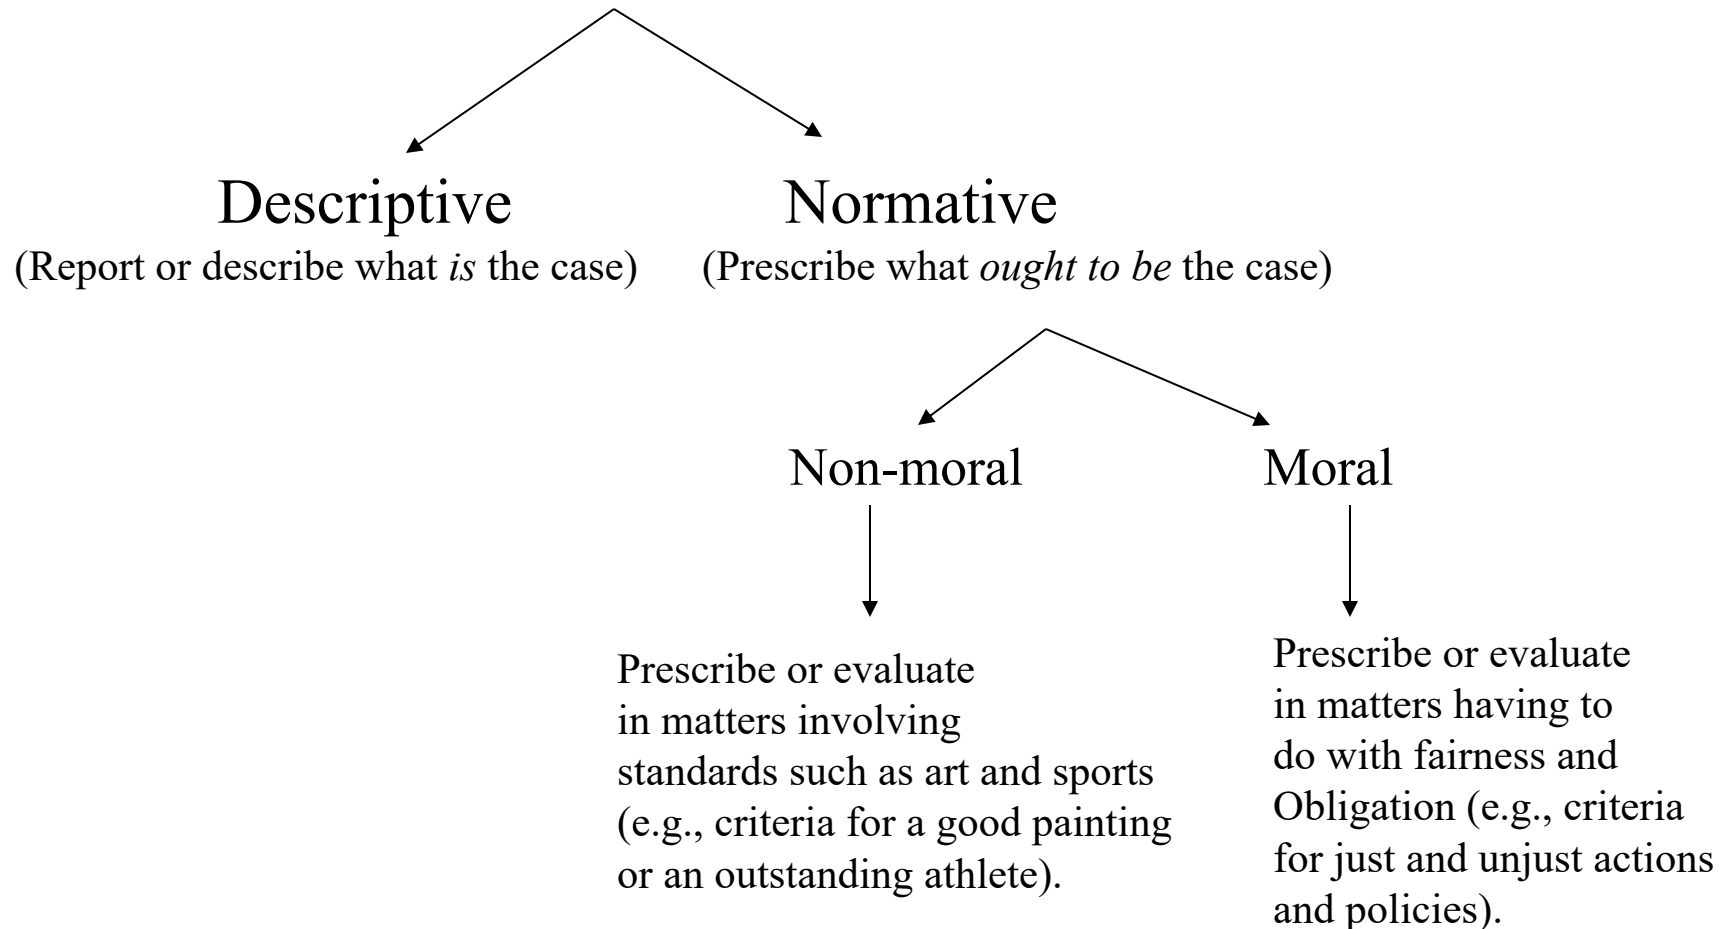 Descriptive
Normative
(Report or describe what is the case)
(Prescribe what ought to be the case)
Non-moral
Moral
Prescribe or evaluate
in matters involving
standards such as art and sports
(e.g., criteria for a good painting
or an outstanding athlete).
Prescribe or evaluate
in matters having to
do with fairness and
Obligation (e.g., criteria
for just and unjust actions
and policies).